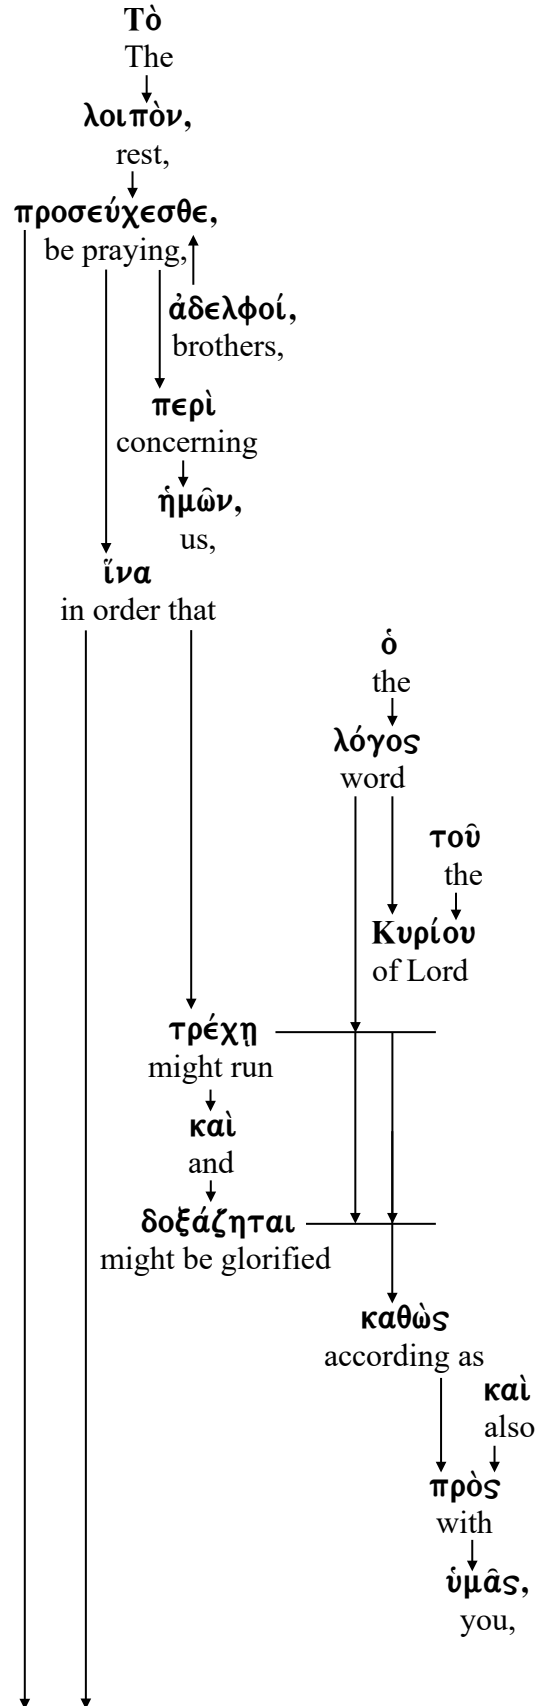 Τὸ
The
λοιπὸν,
rest,
προσεύχεσθε,
be praying,
ἀδελφοί,
brothers,
περὶ
concerning
ἡμῶν,
us,
ἵνα
in order that
ὁ
the
λόγος
word
τοῦ
the
Κυρίου
of Lord
τρέχῃ
might run
καὶ
and
δοξάζηται
might be glorified
καθὼς
according as
καὶ
also
πρὸς
with
ὑμᾶς,
you,